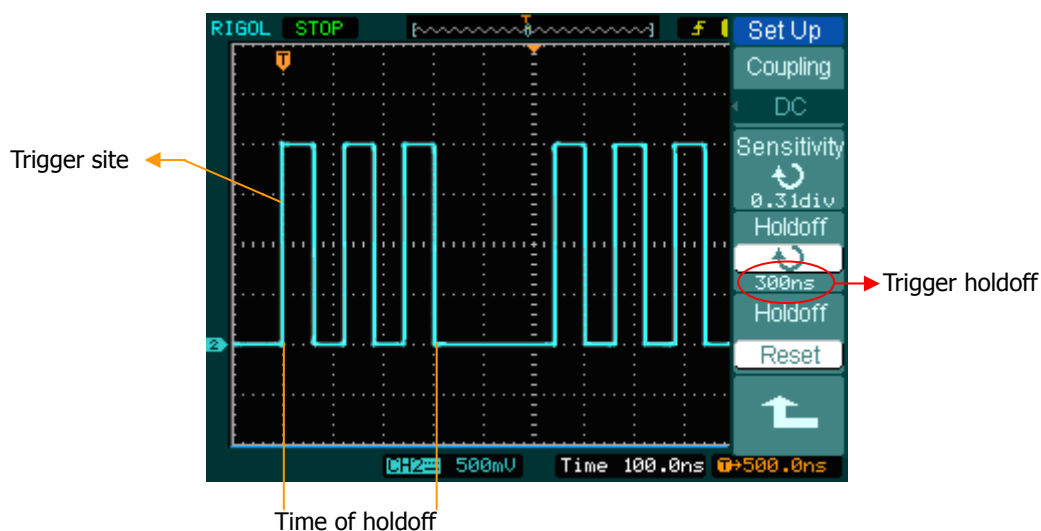 RIGOL STOP
T
T
Set Up
Coupling
DC
Sensitivity
0.31div
Holdoff
300ns
Holdoff
Reset
Trigger site
Trigger holdoff
2
CH2 500mV Time 100.0ns T→500.0ns
Time of holdoff